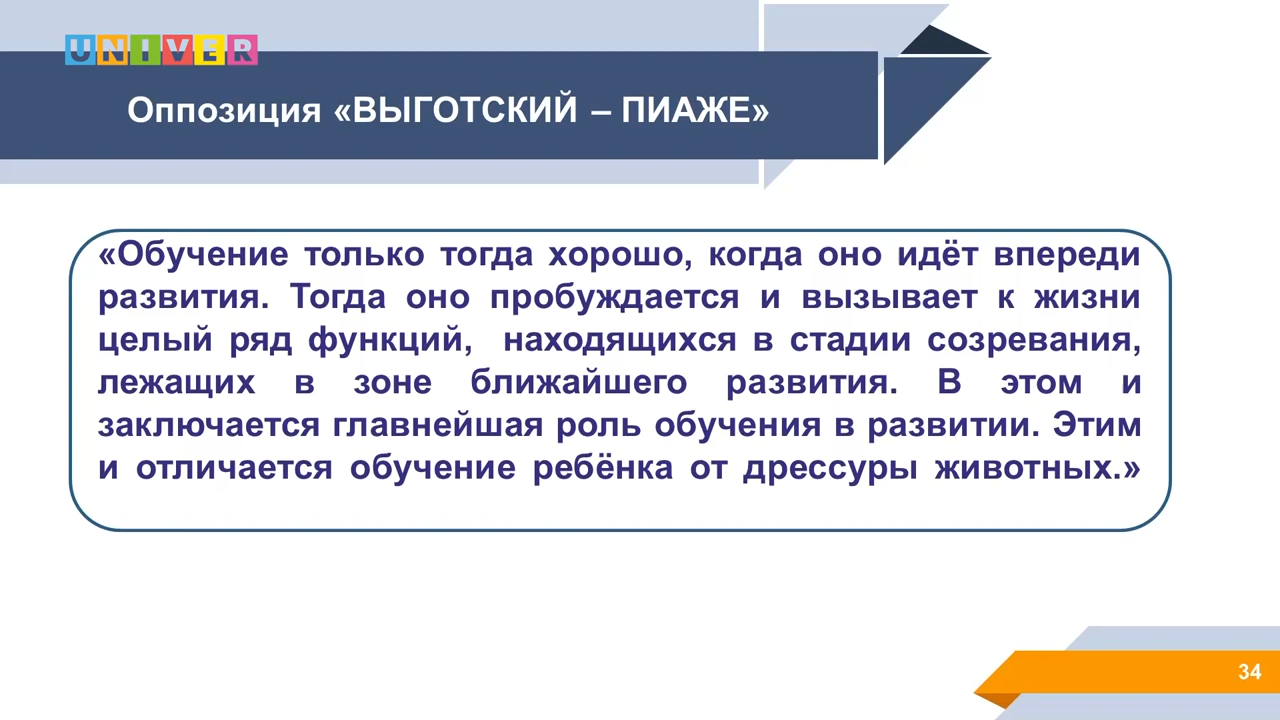 UNIVER
Оппозиция «ВЫГОТСКИЙ – ПИАЖЕ»
«Обучение только тогда хорошо, когда оно идёт впереди
развития. Тогда оно пробуждается и вызывает к жизни
целый ряд функций, находящихся в стадии созревания,
лежащих в зоне ближайшего развития. В этом и
заключается главнейшая роль обучения в развитии. Этим
и отличается обучение ребёнка от дрессуры животных.»
34